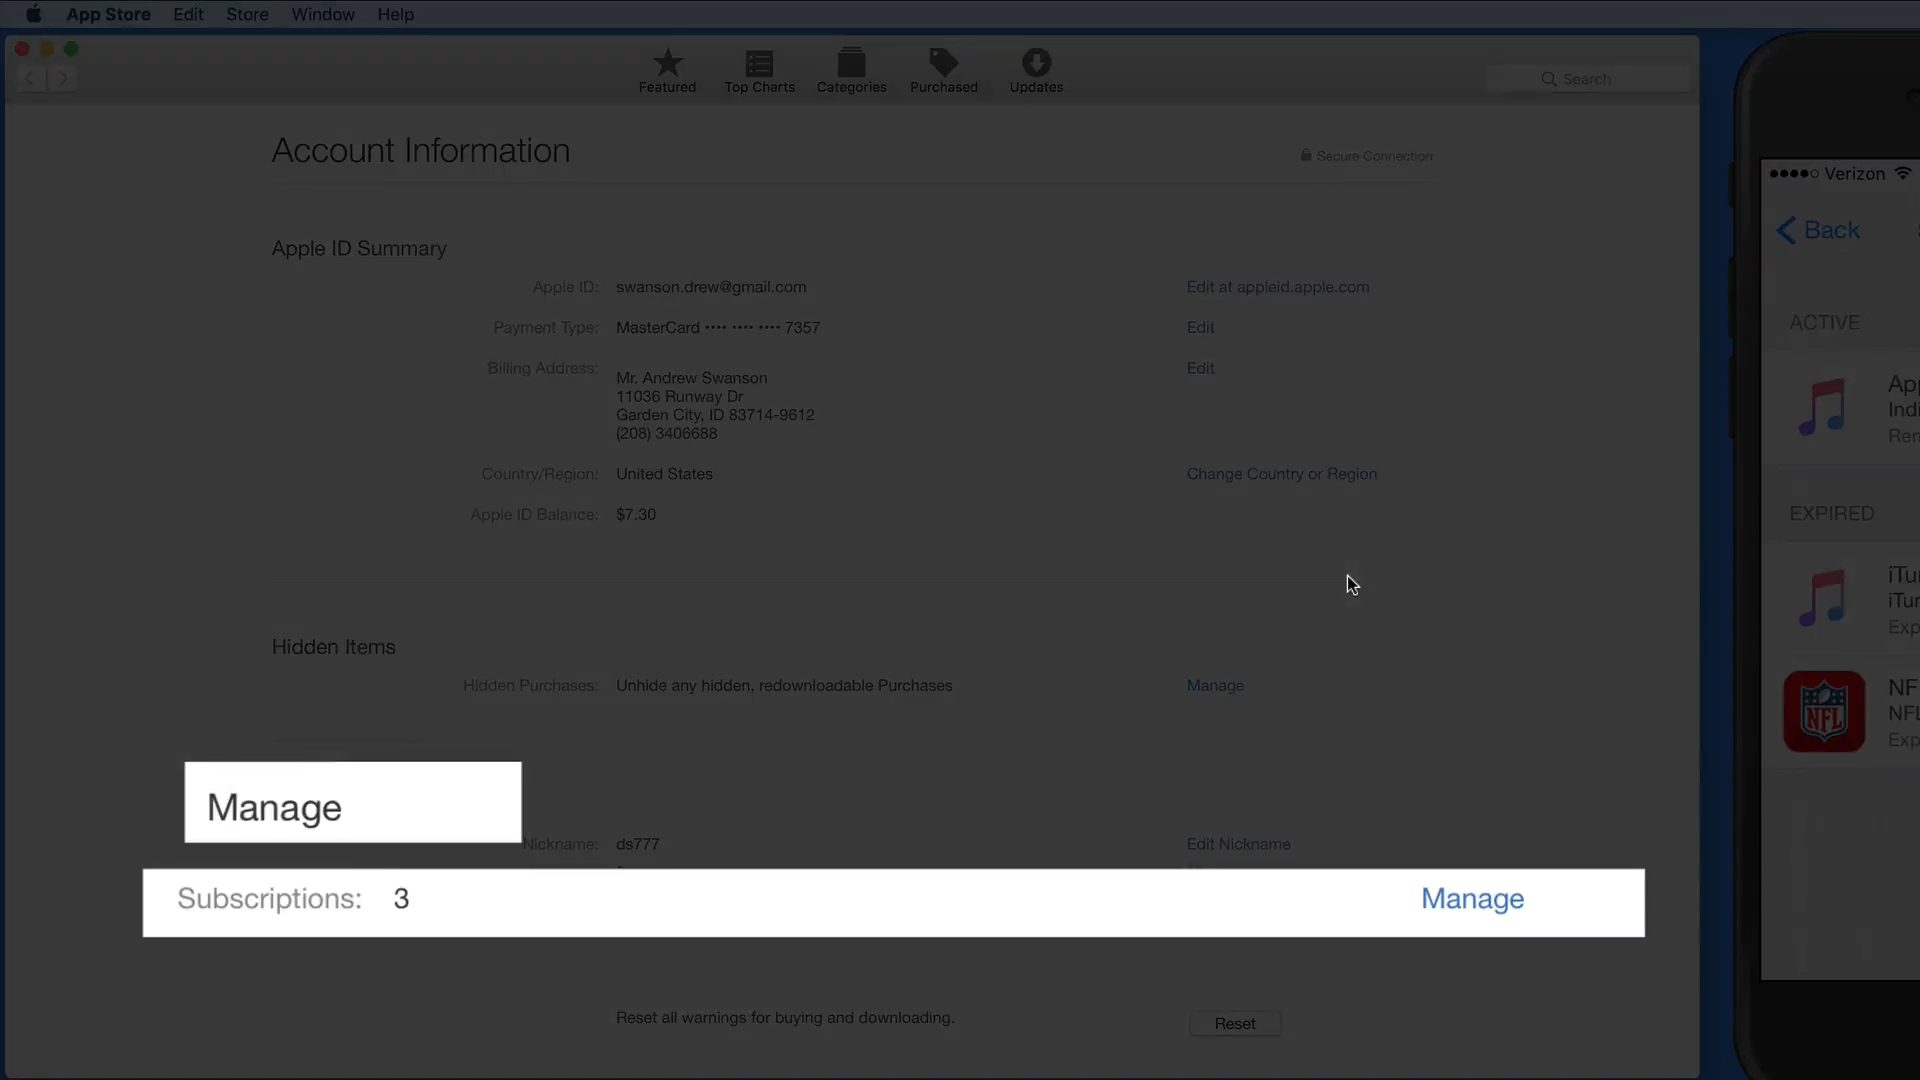 App Store Edit Store Window Help
Featured Top Charts Categories Purchased Updates
Search
Account Information
Secure Connection
Apple ID Summary
Apple ID: swanson.drew@gmail.com Edit at appleid.apple.com
Payment Type: MasterCard •••• •••• •••• 7357 Edit
Billing Address: Edit
Mr. Andrew Swanson
11036 Runway Dr
Garden City, ID 83714-9612
(208) 3406688
Country/Region: United States Change Country or Region
Apple ID Balance: $7.30
Hidden Items
Hidden Purchases: Unhide any hidden, redownloadable Purchases Manage
Manage
Nickname: ds777 Edit Nickname
Subscriptions: 3 Manage
Reset all warnings for buying and downloading. Reset
Verizon
Back
ACTIVE
EXPIRED
NFL